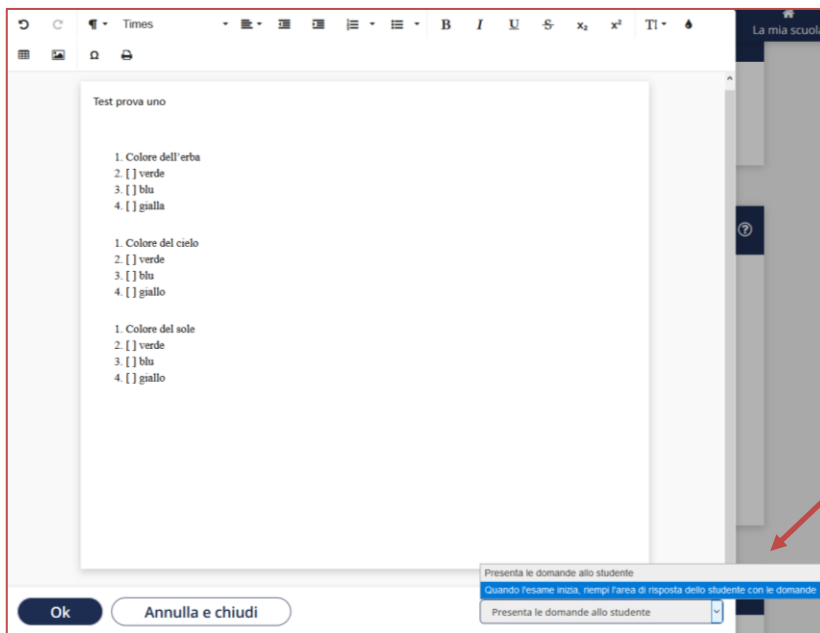 Times
B I U S x₂ x² T
La mia scuola
Ω
Test prova uno
1. Colore dell'erba
2. [ ] verde
3. [ ] blu
4. [ ] gialla
1. Colore del cielo
2. [ ] verde
3. [ ] blu
4. [ ] giallo
1. Colore del sole
2. [ ] verde
3. [ ] blu
4. [ ] giallo
Presenta le domande allo studente
Quando l'esame inizia, riempi l'area di risposta dello studente con le domande
Ok
Annulla e chiudi
Presenta le domande allo studente